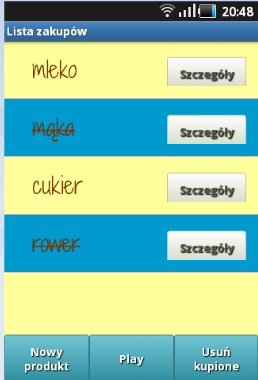 20:48
Lista zakupów
mleko
Szczegóły
mąka
Szczegóły
cukier
Szczegóły
rower
Szczegóły
Nowy produkt
Play
Usuń kupione